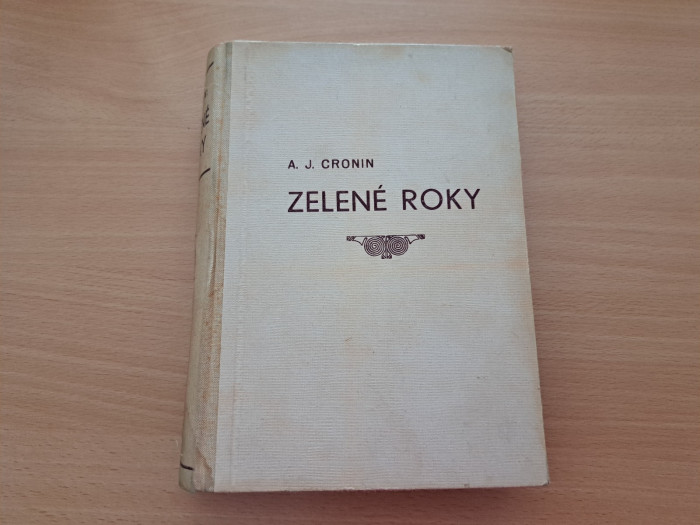 A. J. CRONIN
ZELENÉ ROKY